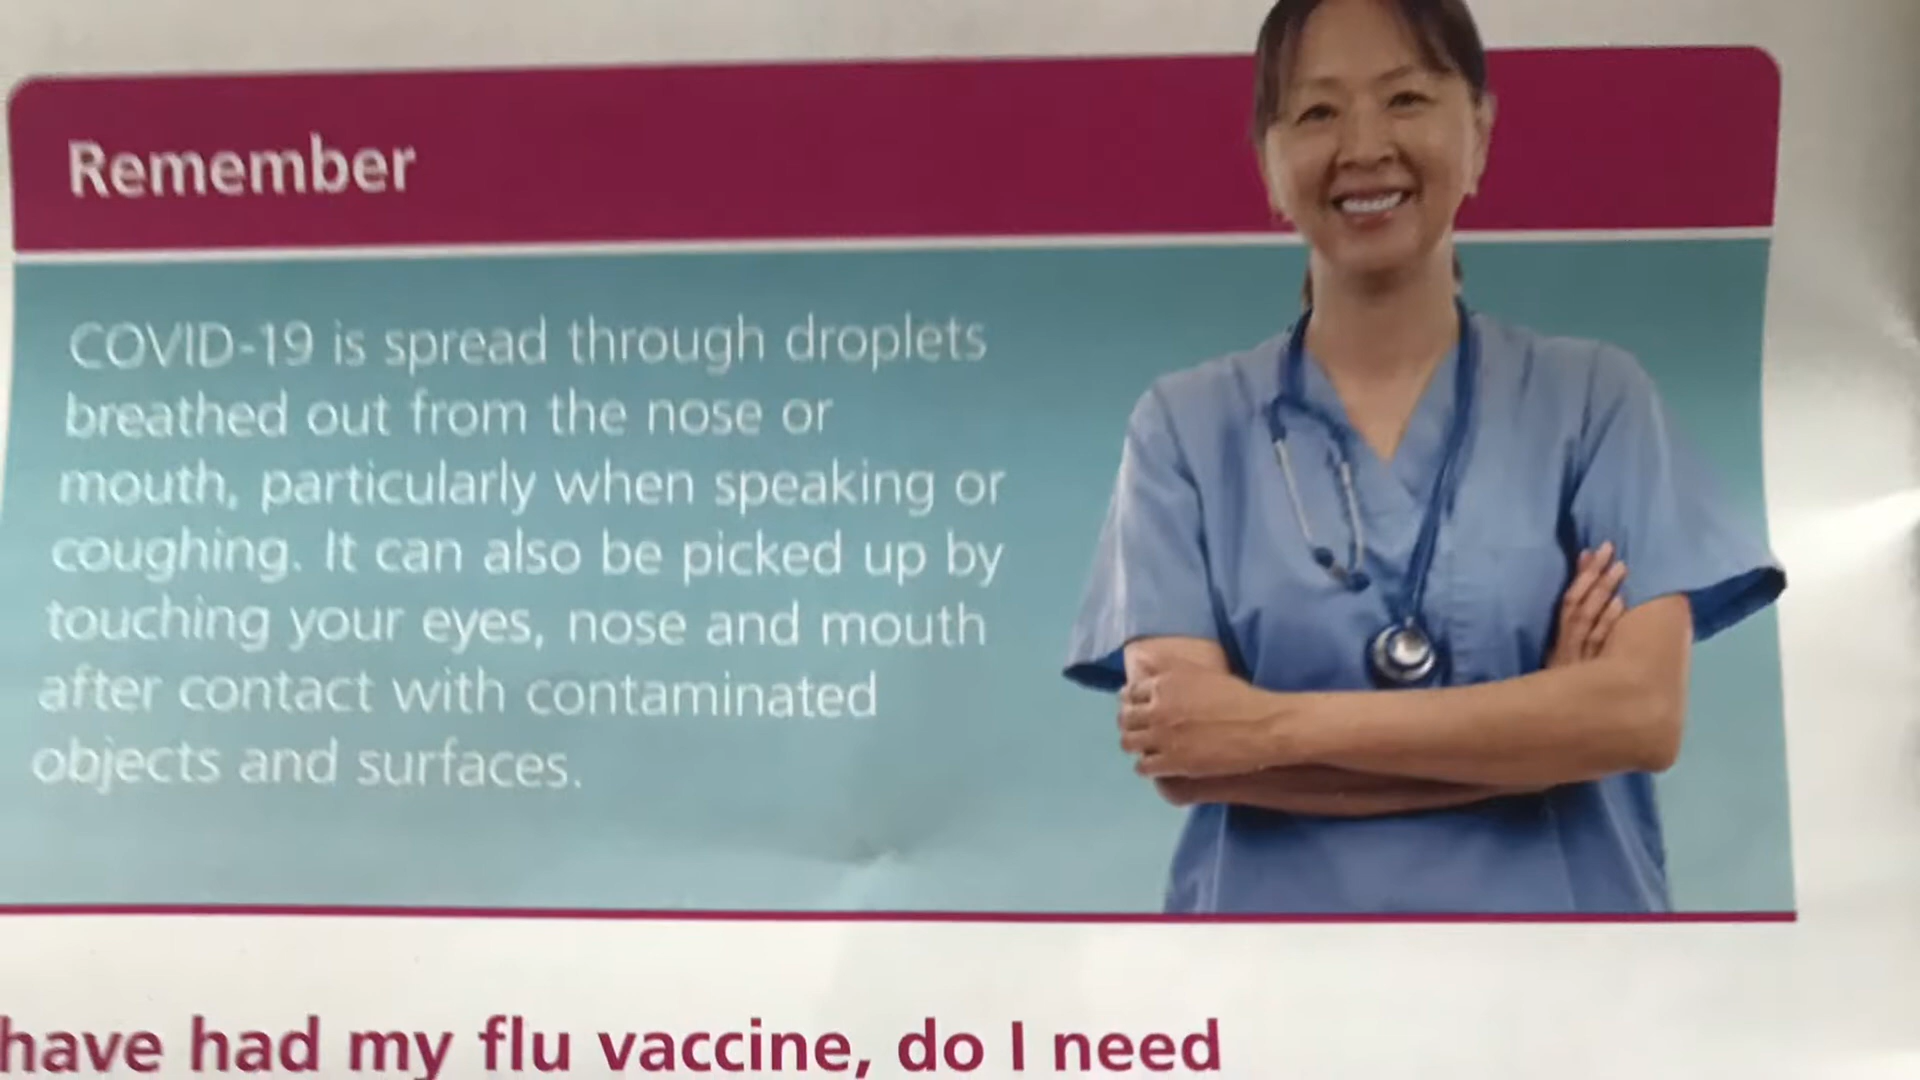 Remember
COVID-19 is spread through droplets
breathed out from the nose or
mouth, particularly when speaking or
coughing. It can also be picked up by
touching your eyes, nose and mouth
after contact with contaminated
objects and surfaces.
have had my flu vaccine, do I need